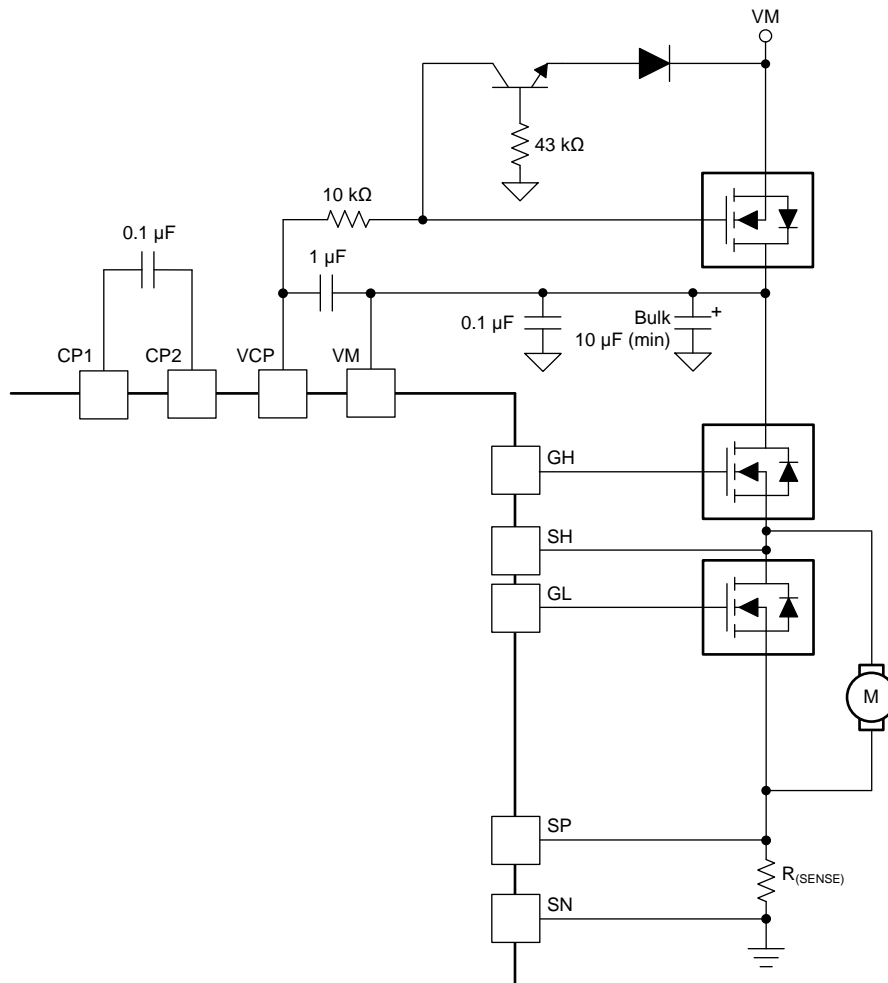 VM
43 kΩ
10 kΩ
0.1 µF
1 µF
0.1 µF
Bulk
10 µF (min)
+
CP1
CP2
VCP
VM
GH
SH
GL
M
SP
R(SENSE)
SN